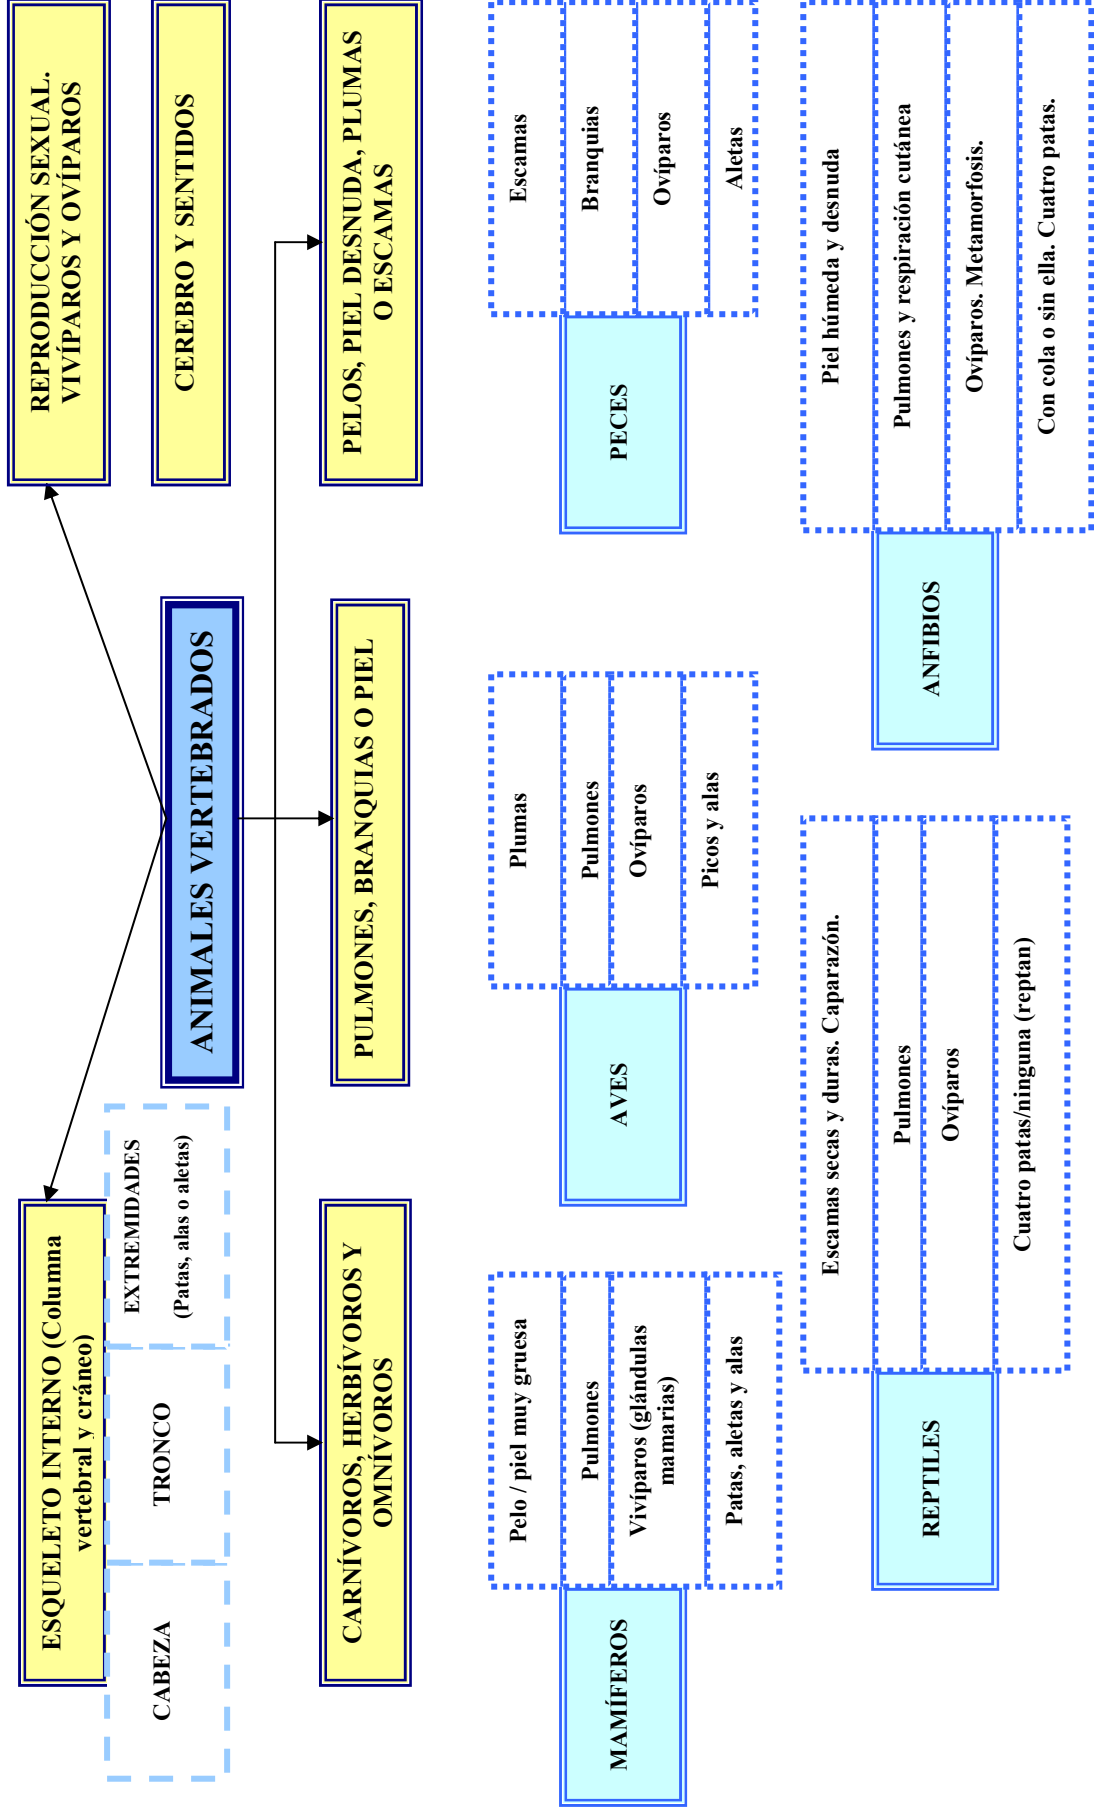 ESQUELETO INTERNO (Columna
vertebral y cráneo)
REPRODUCCIÓN SEXUAL.
VIVÍPAROS Y OVÍPAROS
CABEZA
TRONCO
EXTREMIDADES
(Patas, alas o aletas)
ANIMALES VERTEBRADOS
CEREBRO Y SENTIDOS
CARNÍVOROS, HERBÍVOROS Y
OMNÍVOROS
PULMONES, BRANQUIAS O PIEL
PELOS, PIEL DESNUDA, PLUMAS
O ESCAMAS
MAMÍFEROS
Pelo / piel muy gruesa
Pulmones
Vivíparos (glándulas
mamarias)
Patas, aletas y alas
AVES
Plumas
Pulmones
Ovíparos
Picos y alas
PECES
Escamas
Branquias
Ovíparos
Aletas
REPTILES
Escamas secas y duras. Caparazón.
Pulmones
Ovíparos
Cuatro patas/ninguna (reptan)
ANFIBIOS
Piel húmeda y desnuda
Pulmones y respiración cutánea
Ovíparos. Metamorfosis.
Con cola o sin ella. Cuatro patas.